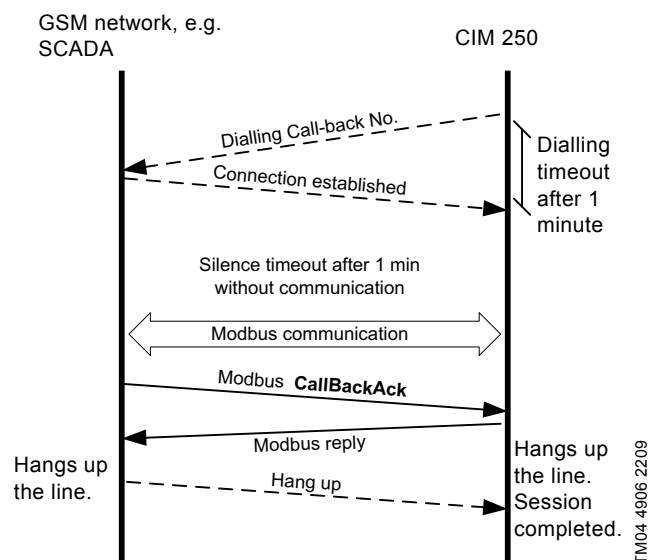 GSM network, e.g.
SCADA
CIM 250
Dialling Call-back No.
Connection established
Dialling
timeout
after 1
minute
Silence timeout after 1 min
without communication
Modbus communication
Modbus CallBackAck
Modbus reply
Hangs up
the line.
Hang up
Hangs up
the line.
Session
completed.
TM04 4906 2209